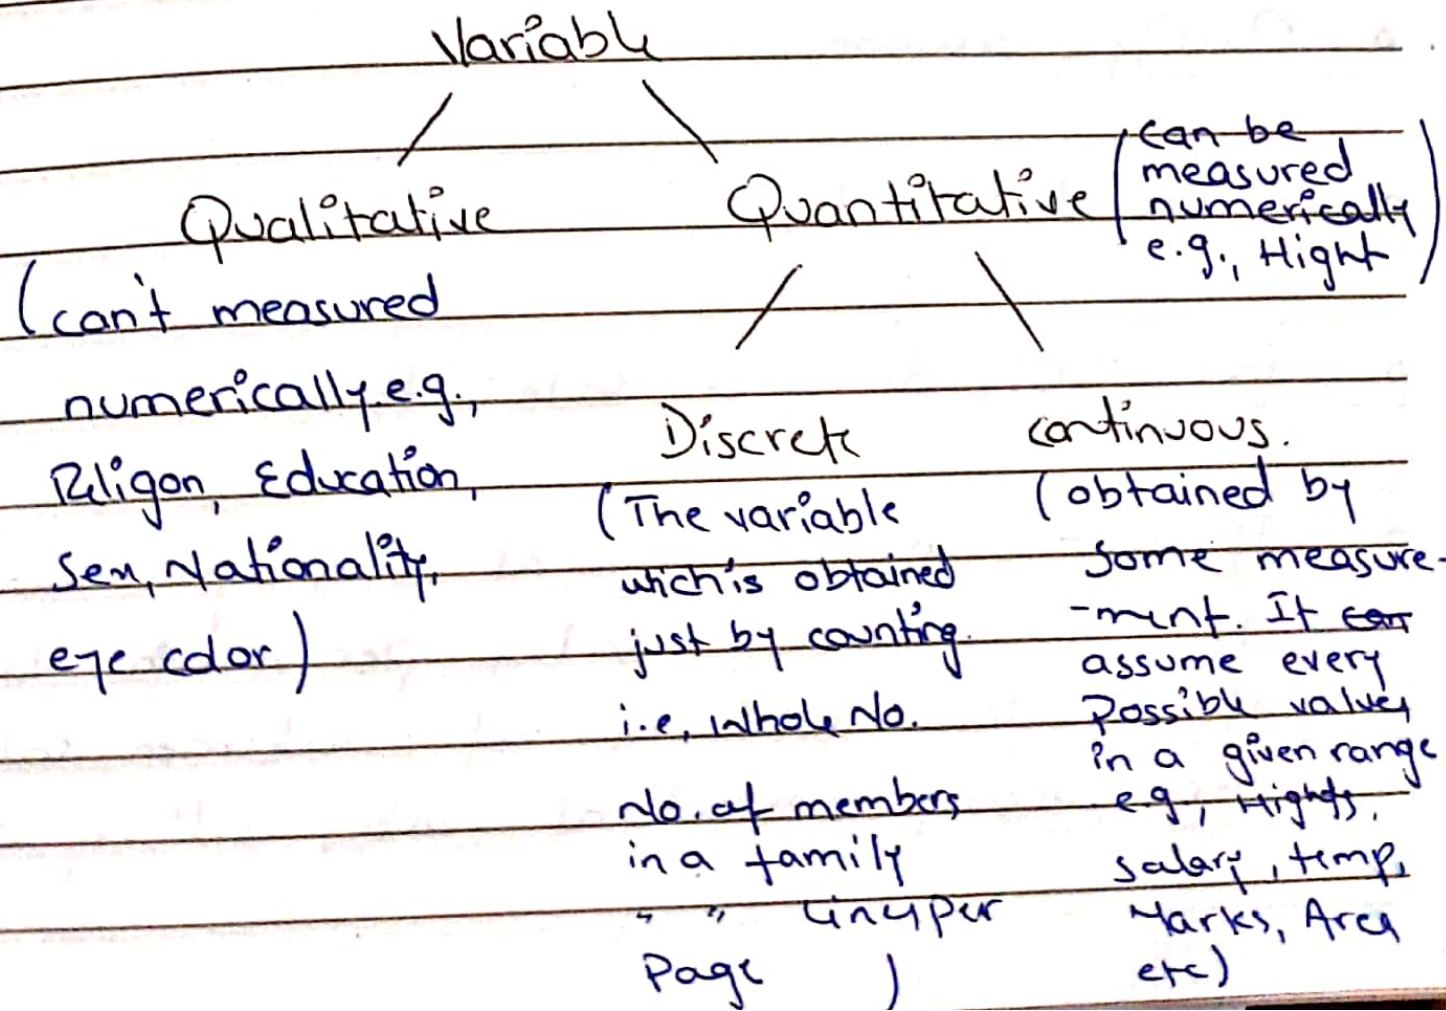 Variable
Qualitative
Quantitative
(can be
measured
numerically
e.g., Hight)
(can't measured
numerically e.g.,
Religon, Education,
Sex, Nationality,
eye color)
Discrete
(The variable
which is obtained
just by counting.
i.e, Whole No.
No. of members
in a family
" " lines per
Page )
continuous.
(obtained by
some measure-
-ment. It can
assume every
Possible values
in a given range
e.g, Hights,
salary, temp,
Marks, Area
etc)